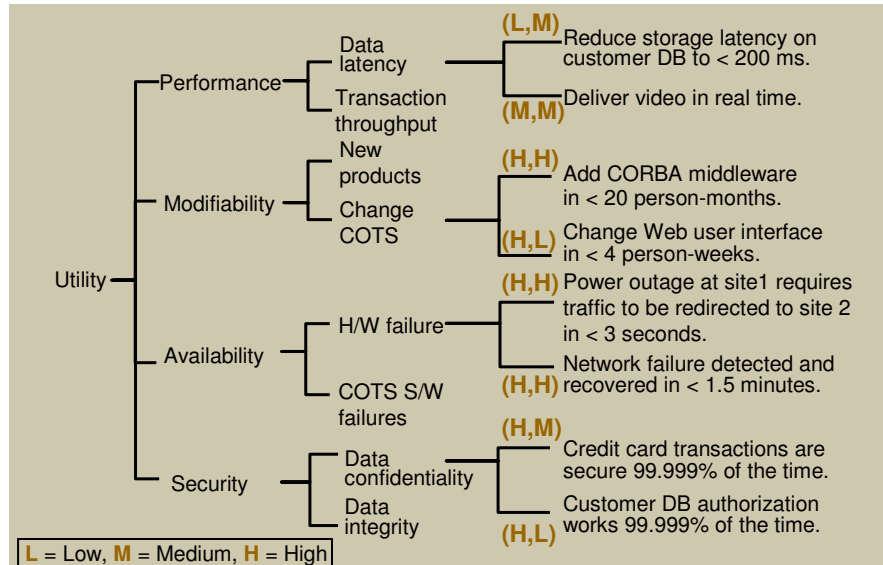 Utility
Performance
Data
latency
(L,M)
Reduce storage latency on
customer DB to < 200 ms.
(M,M)
Deliver video in real time.
Transaction
throughput
Modifiability
New
products
Change
COTS
(H,H)
Add CORBA middleware
in < 20 person-months.
(H,L)
Change Web user interface
in < 4 person-weeks.
Availability
H/W failure
(H,H)
Power outage at site1 requires
traffic to be redirected to site 2
in < 3 seconds.
(H,H)
Network failure detected and
recovered in < 1.5 minutes.
COTS S/W
failures
Security
Data
confidentiality
(H,M)
Credit card transactions are
secure 99.999% of the time.
(H,L)
Customer DB authorization
works 99.999% of the time.
Data
integrity
L = Low, M = Medium, H = High